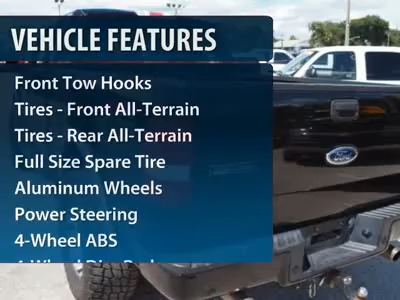 VEHICLE FEATURES
Front Tow Hooks
Tires - Front All-Terrain
Tires - Rear All-Terrain
Full Size Spare Tire
Aluminum Wheels
Power Steering
4-Wheel ABS
Ford